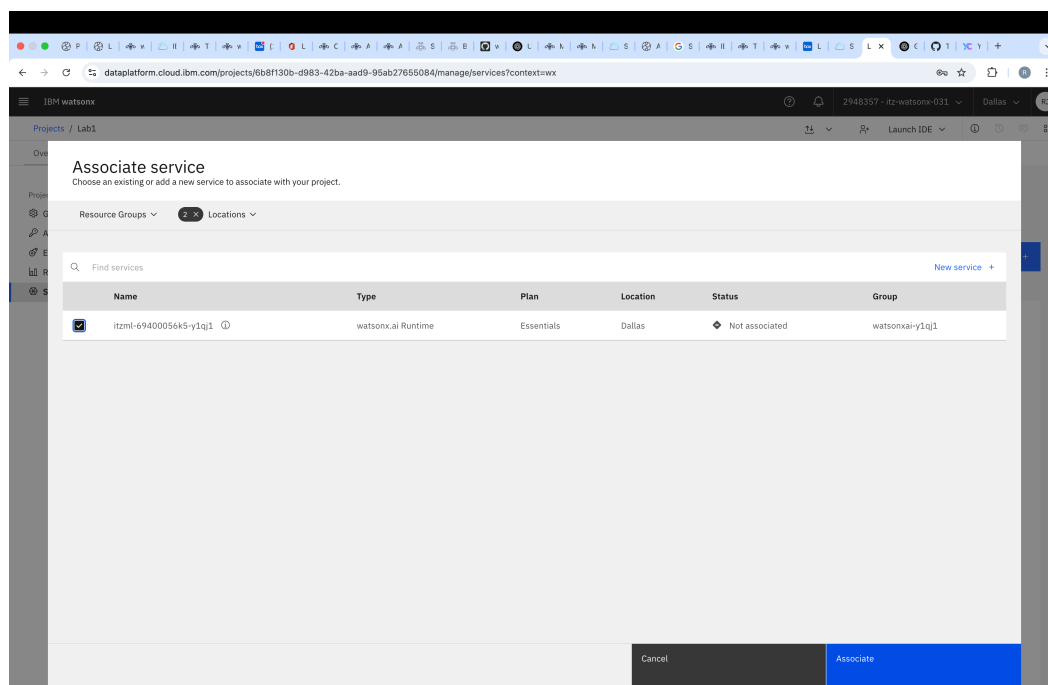 dataplatform.cloud.ibm.com/projects/6b8f130b-d983-42ba-aad9-95ab27655084/manage/services?context=wx
IBM watsonx
2948357 - itz-watsonx-031
Dallas
Projects / Lab1
Launch IDE
Associate service
Choose an existing or add a new service to associate with your project.
Resource Groups
2 × Locations
Find services
New service +
Name Type Plan Location Status Group
itzml-69400056k5-y1qj1 watsonx.ai Runtime Essentials Dallas Not associated watsonxai-y1qj1
Cancel
Associate